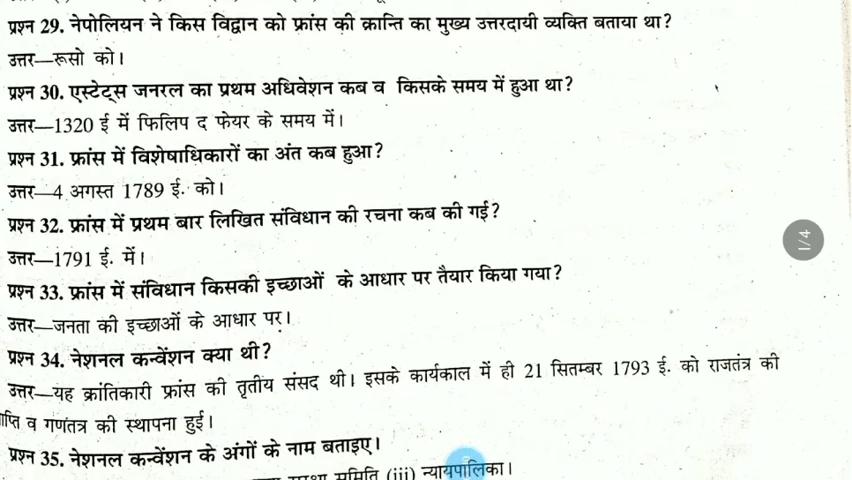 प्रश्न 29. नेपोलियन ने किस विद्वान को फ्रांस की क्रान्ति का मुख्य उत्तरदायी व्यक्ति बताया था?
उत्तर—रूसो को।
प्रश्न 30. एस्टेट्स जनरल का प्रथम अधिवेशन कब व किसके समय में हुआ था?
उत्तर—1320 ई में फिलिप द फेयर के समय में।
प्रश्न 31. फ्रांस में विशेषाधिकारों का अंत कब हुआ?
उत्तर—4 अगस्त 1789 ई. को।
प्रश्न 32. फ्रांस में प्रथम बार लिखित संविधान की रचना कब की गई?
उत्तर—1791 ई. में।
प्रश्न 33. फ्रांस में संविधान किसकी इच्छाओं के आधार पर तैयार किया गया?
उत्तर—जनता की इच्छाओं के आधार पर।
प्रश्न 34. नेशनल कन्वेंशन क्या थी?
उत्तर—यह क्रांतिकारी फ्रांस की तृतीय संसद थी। इसके कार्यकाल में ही 21 सितम्बर 1793 ई. को राजतंत्र की
व गणंतत्र की स्थापना हुई।
प्रश्न 35. नेशनल कन्वेंशन के अंगों के नाम बताइए।
समिति (iii) न्यायपालिका।
1/4